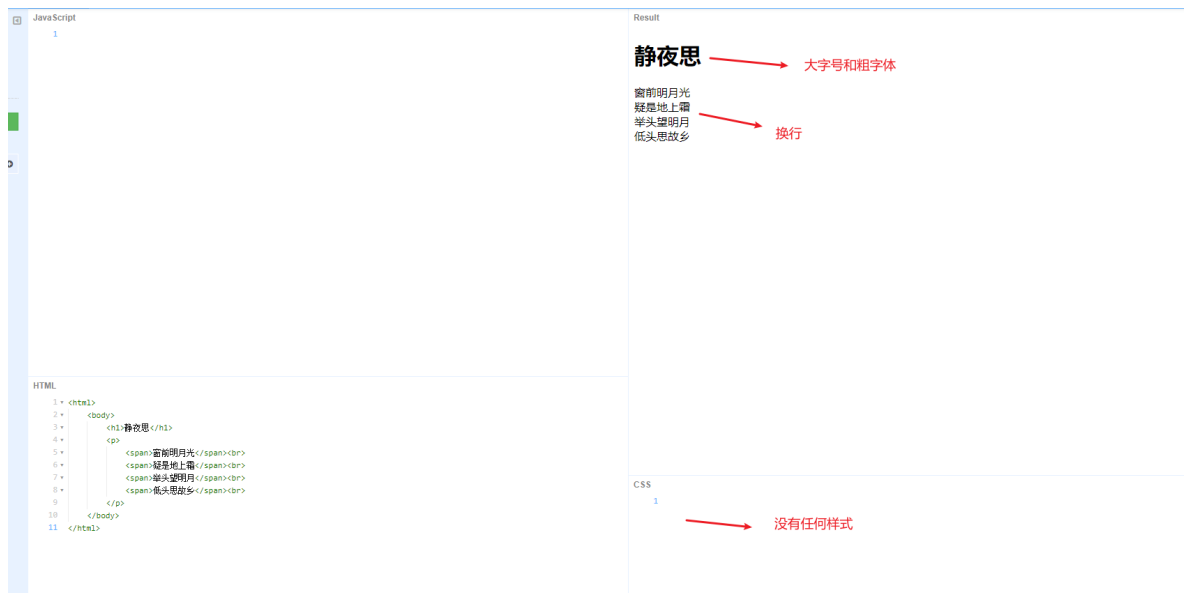 JavaScript
1
HTML
1 <html>
2 <body>
3 <h1>静夜思</h1>
4 <p>
5 <span>窗前明月光</span><br>
6 <span>疑是地上霜</span><br>
7 <span>举头望明月</span><br>
8 <span>低头思故乡</span><br>
9 </p>
10 </body>
11 </html>
Result
静夜思
大字号和粗字体
窗前明月光
疑是地上霜
举头望明月
低头思故乡
换行
CSS
1
没有任何样式